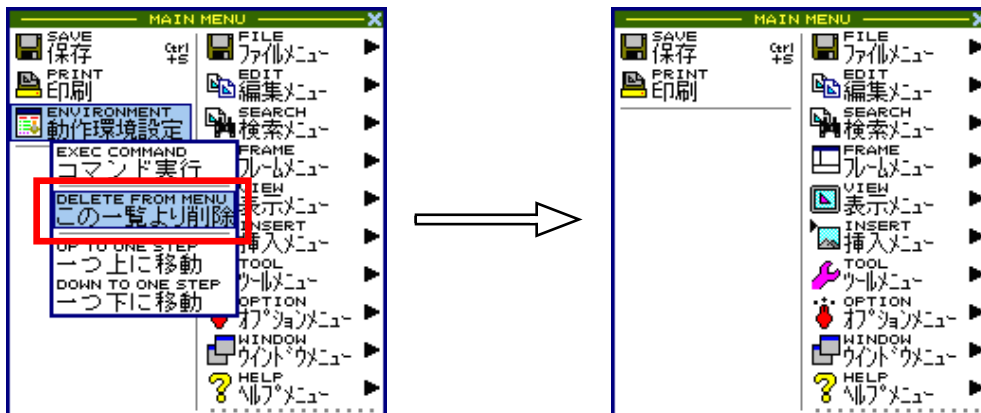 MAIN MENU
SAVE
保存 Ctrl+S
PRINT
印刷
ENVIRONMENT
動作環境設定
EXEC COMMAND
コマンド実行
DELETE FROM MENU
この一覧より削除
UP TO ONE STEP
一つ上に移動
DOWN TO ONE STEP
一つ下に移動
FILE
ファイルメニュー
EDIT
編集メニュー
SEARCH
検索メニュー
FRAME
フレームメニュー
VIEW
表示メニュー
INSERT
挿入メニュー
TOOL
ツールメニュー
OPTION
オプションメニュー
WINDOW
ウインドウメニュー
HELP
ヘルプメニュー
MAIN MENU
SAVE
保存 Ctrl+S
PRINT
印刷
FILE
ファイルメニュー
EDIT
編集メニュー
SEARCH
検索メニュー
FRAME
フレームメニュー
VIEW
表示メニュー
INSERT
挿入メニュー
TOOL
ツールメニュー
OPTION
オプションメニュー
WINDOW
ウインドウメニュー
HELP
ヘルプメニュー